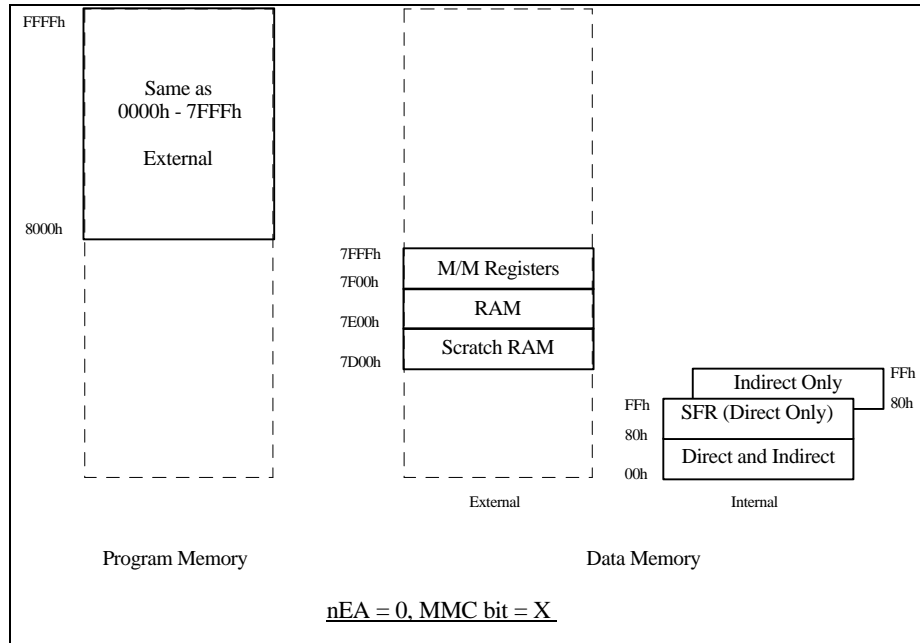 FFFFh
Same as
0000h - 7FFFh
External
8000h
7FFFh
M/M Registers
7F00h
RAM
7E00h
Scratch RAM
7D00h
Indirect Only
FFh
FFh
SFR (Direct Only)
80h
80h
Direct and Indirect
00h
External
Internal
Program Memory
Data Memory
nEA = 0, MMC bit = X